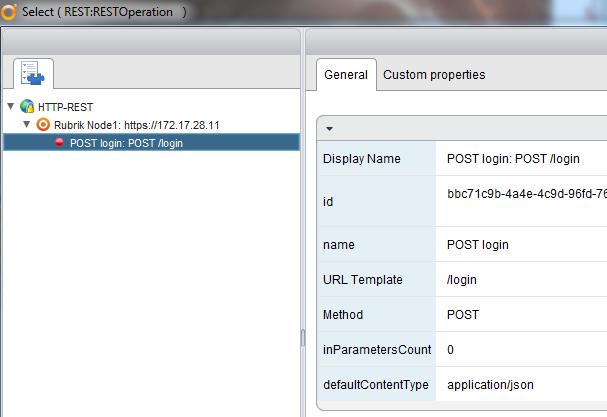 Select ( REST:RESTOperation )
HTTP-REST
Rubrik Node1: https://172.17.28.11
POST login: POST /login
General
Custom properties
Display Name POST login: POST /login
id bbc71c9b-4a4e-4c9d-96fd-76
name POST login
URL Template /login
Method POST
inParametersCount 0
defaultContentType application/json